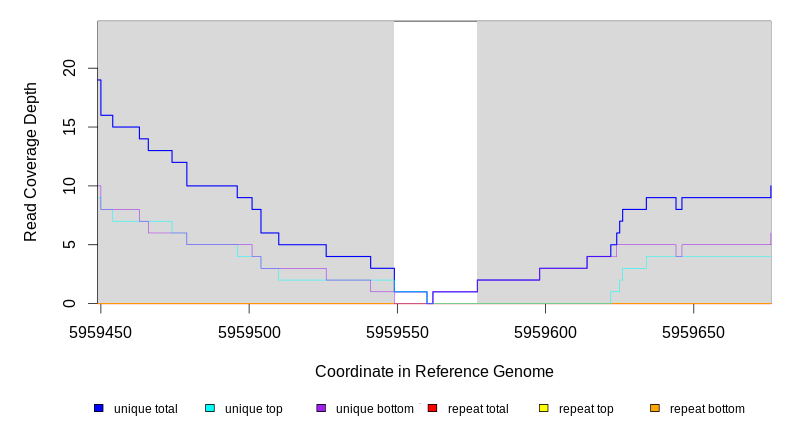 Read Coverage Depth
20
15
10
5
0
5959450 5959500 5959550 5959600 5959650
Coordinate in Reference Genome
unique total unique top unique bottom repeat total repeat top repeat bottom